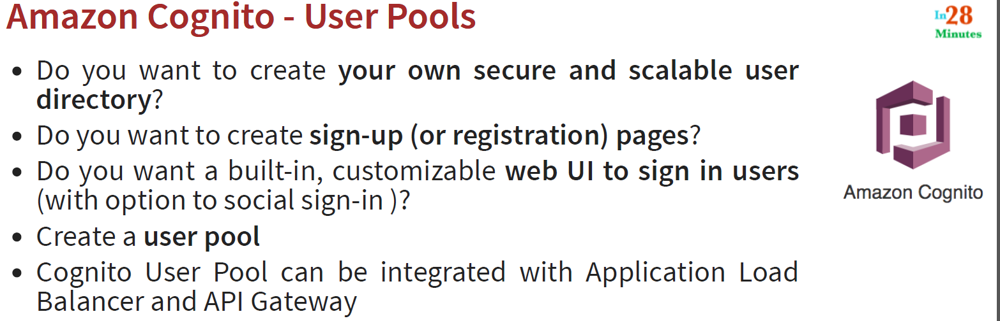 Amazon Cognito - User Pools
In28
Minutes
• Do you want to create your own secure and scalable user
directory?
• Do you want to create sign-up (or registration) pages?
• Do you want a built-in, customizable web UI to sign in users
(with option to social sign-in )?
• Create a user pool
• Cognito User Pool can be integrated with Application Load
Balancer and API Gateway
Amazon Cognito